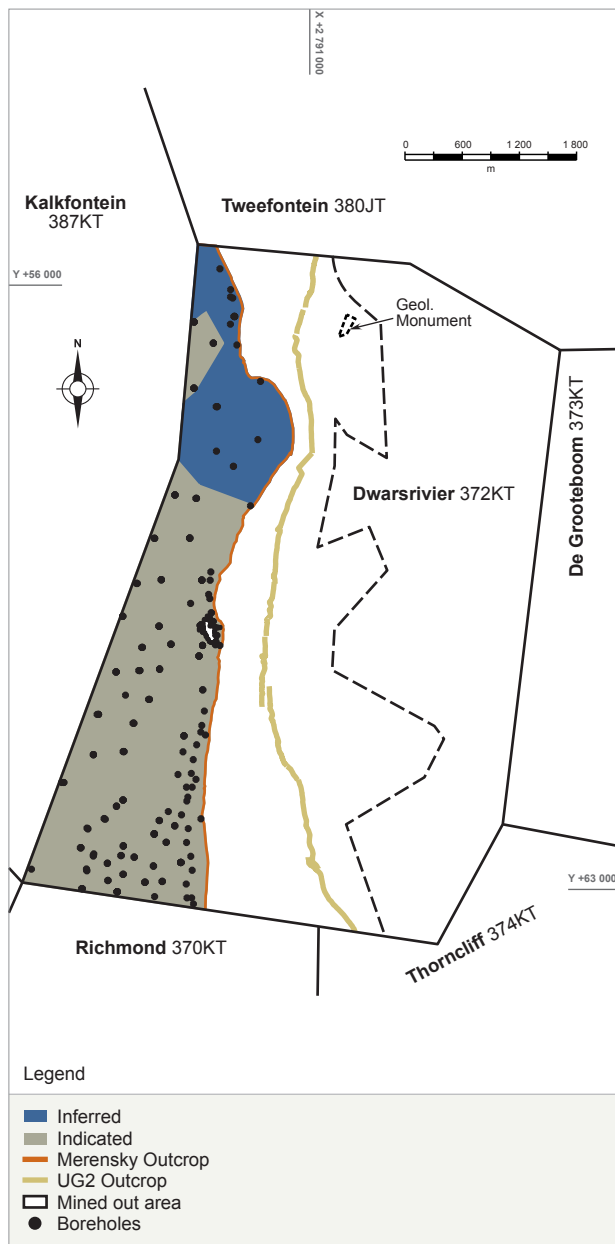 X +2 791 000
0 600 1 200 1 800
m
Kalkfontein
387KT
Tweefontein 380JT
Y +56 000
Geol.
Monument
N
De Grooteboom 373KT
Dwarsrivier 372KT
Y +63 000
Richmond 370KT
Thorncliff 374KT
Legend
Inferred
Indicated
Merensky Outcrop
UG2 Outcrop
Mined out area
Boreholes